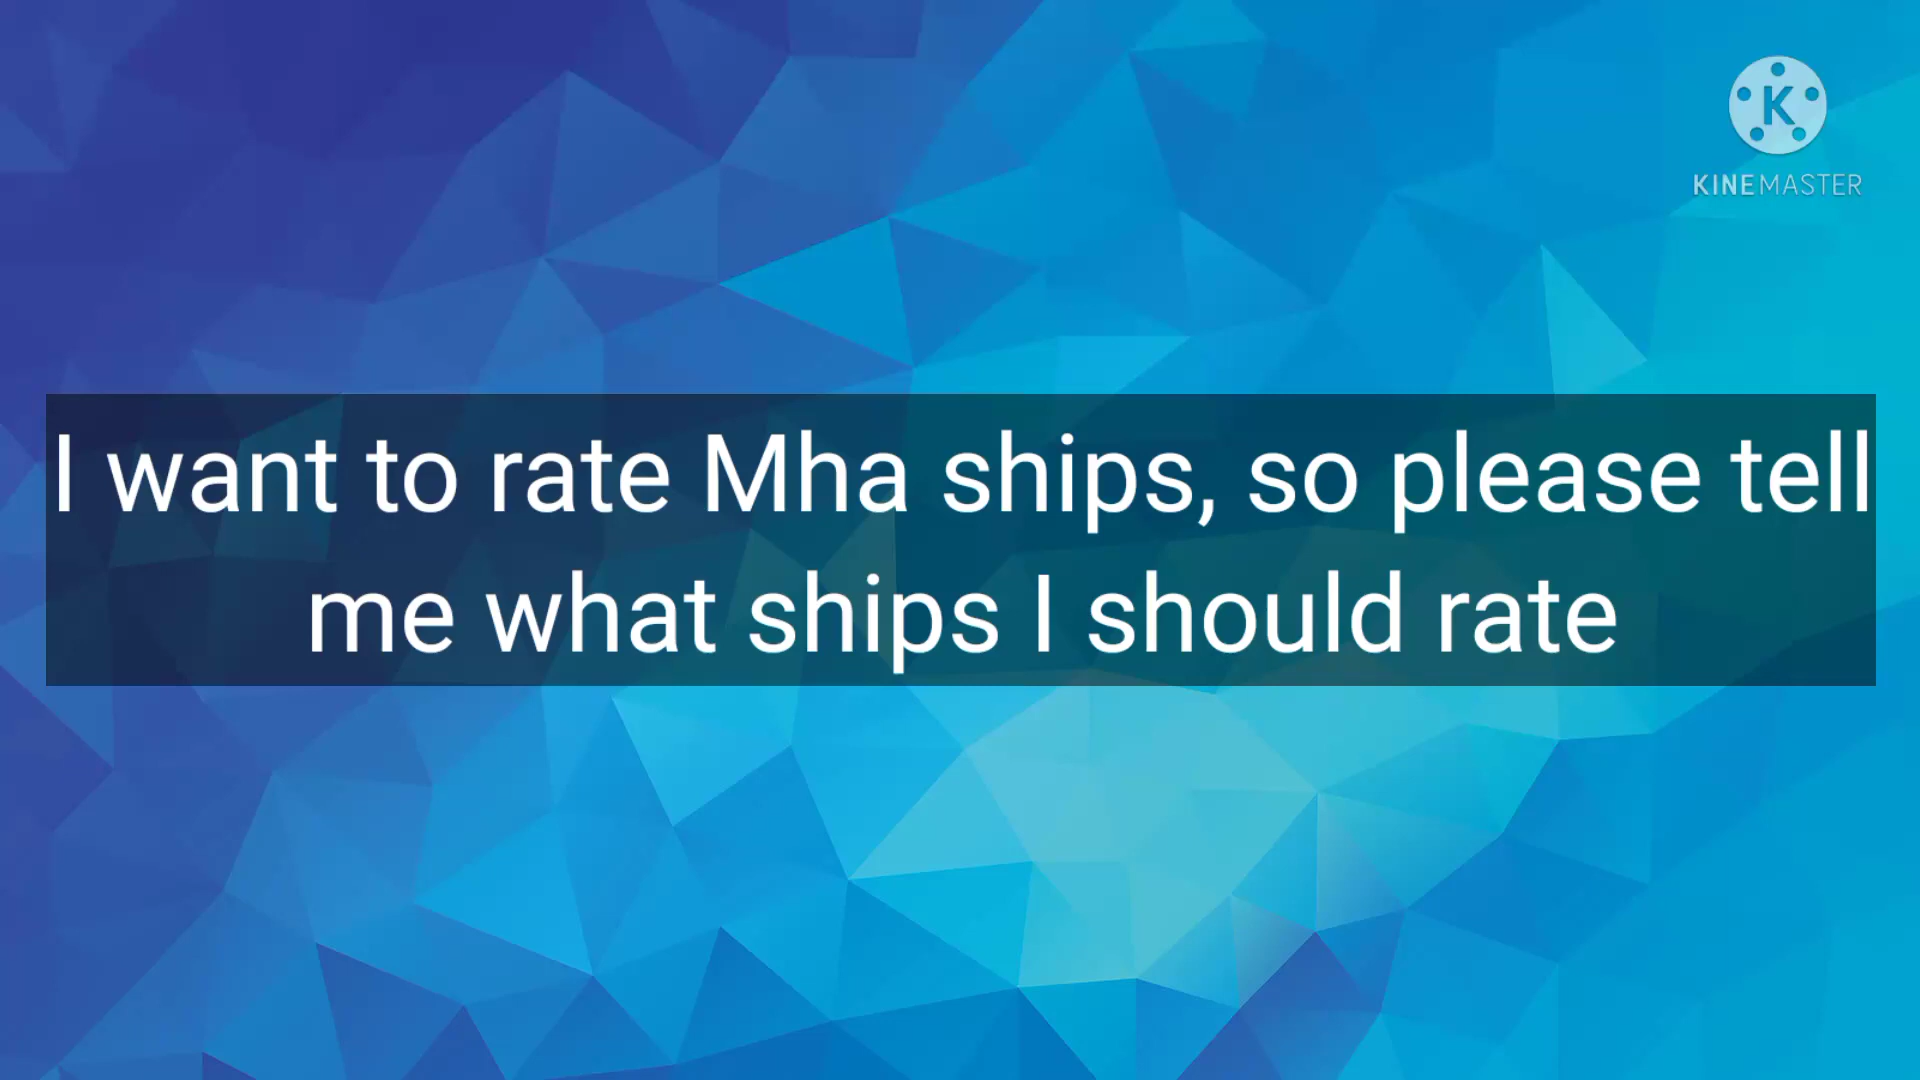 K
KINEMASTER
I want to rate Mha ships, so please tell
me what ships I should rate